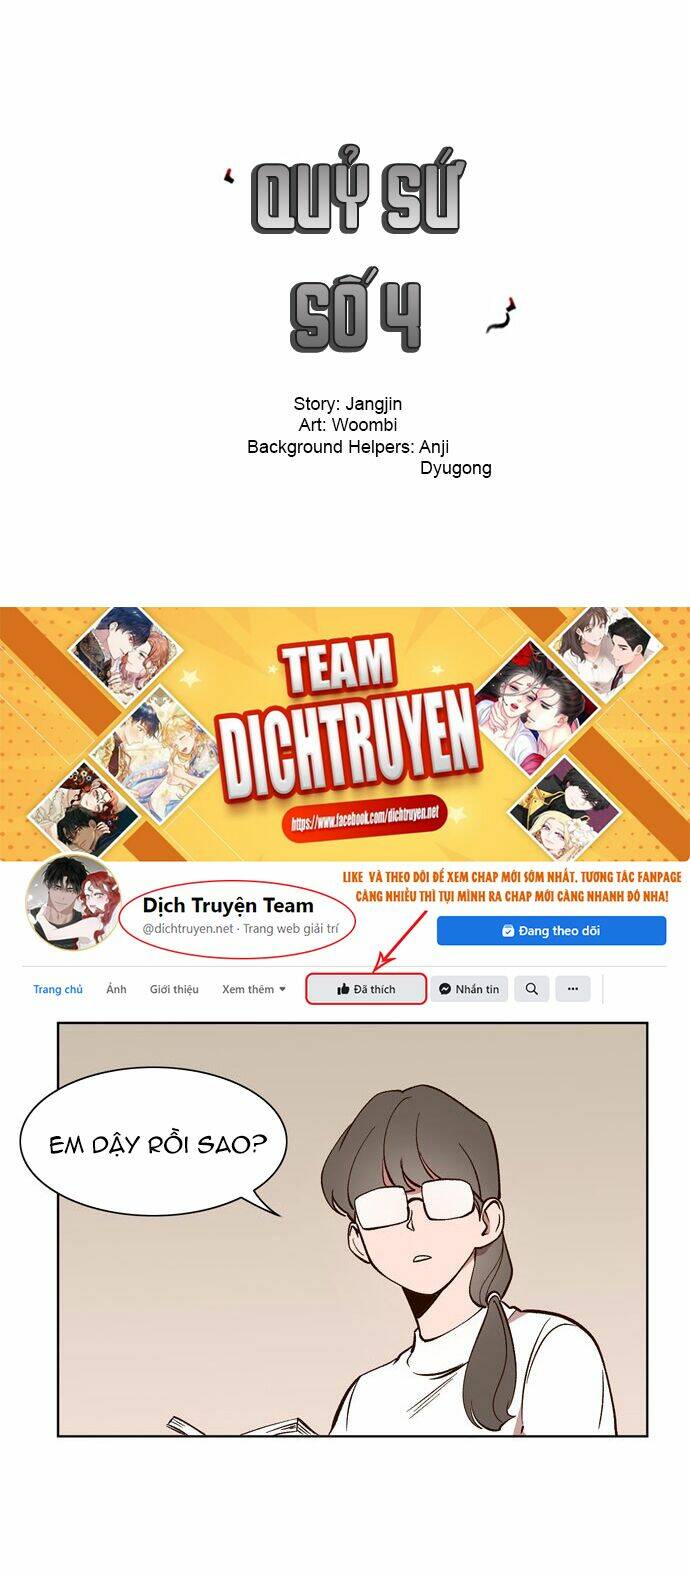 QUỶ SỨ
SỐ 4
Story: Jangjin
Art: Woombi
Background Helpers: Anji
Dyugong
TEAM
DICHTRUYEN
https://www.facebook.com/dichtruyen.net
LIKE VÀ THEO DÕI ĐỂ XEM CHAP MỚI SỚM NHẤT. TƯƠNG TÁC FANPAGE
CÀNG NHIỀU THÌ TỤI MÌNH RA CHAP MỚI CÀNG NHANH ĐÓ NHA!
Dịch Truyện Team
@dichtruyen.net · Trang web giải trí
Đang theo dõi
Trang chủ Ảnh Giới thiệu Xem thêm Đã thích Nhắn tin
EM DẬY RỒI SAO?